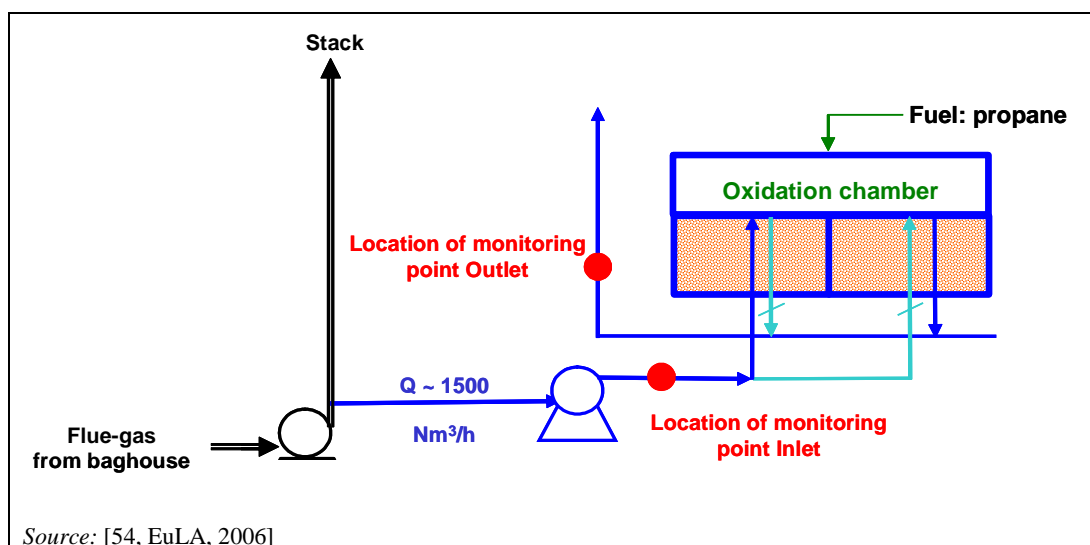 Stack
Fuel: propane
Oxidation chamber
Location of monitoring
point Outlet
Q ~ 1500
Nm³/h
Location of monitoring
point Inlet
Flue-gas
from baghouse
Source: [54, EuLA, 2006]